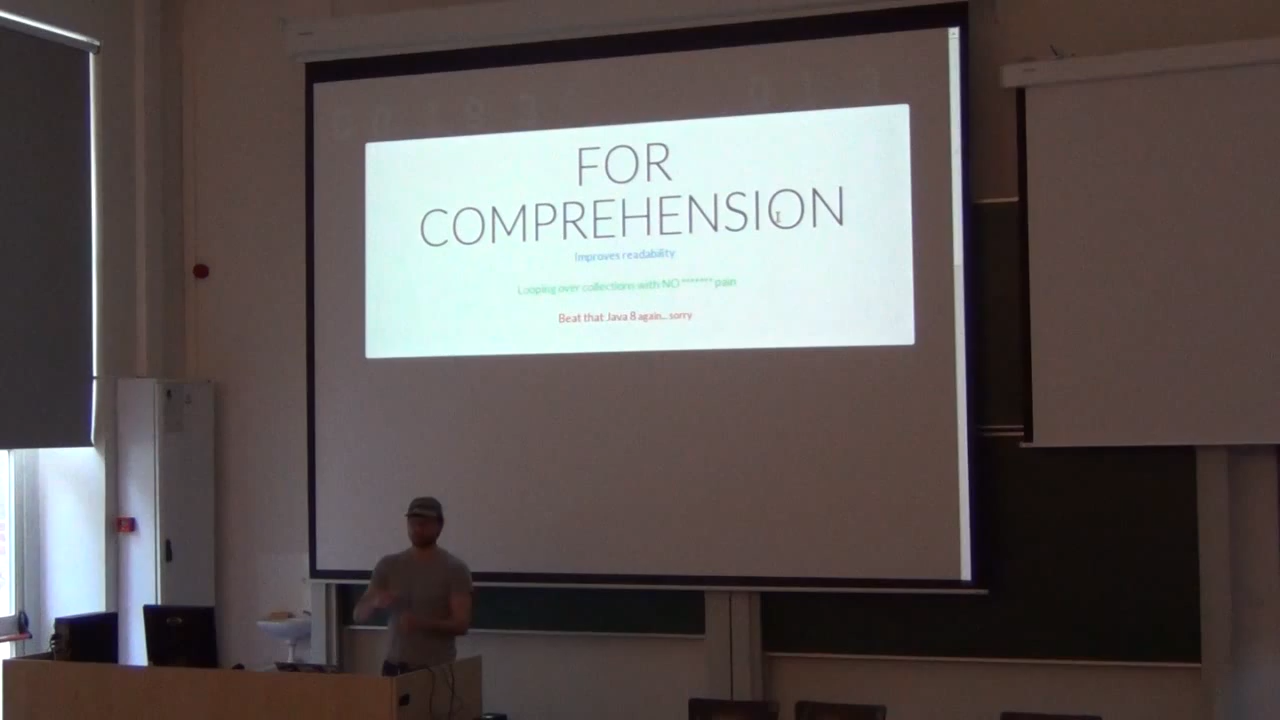 FOR
COMPREHENSION
Improves readability
Looping over collections with NO ******* pain
Beat that Java 8 again... sorry